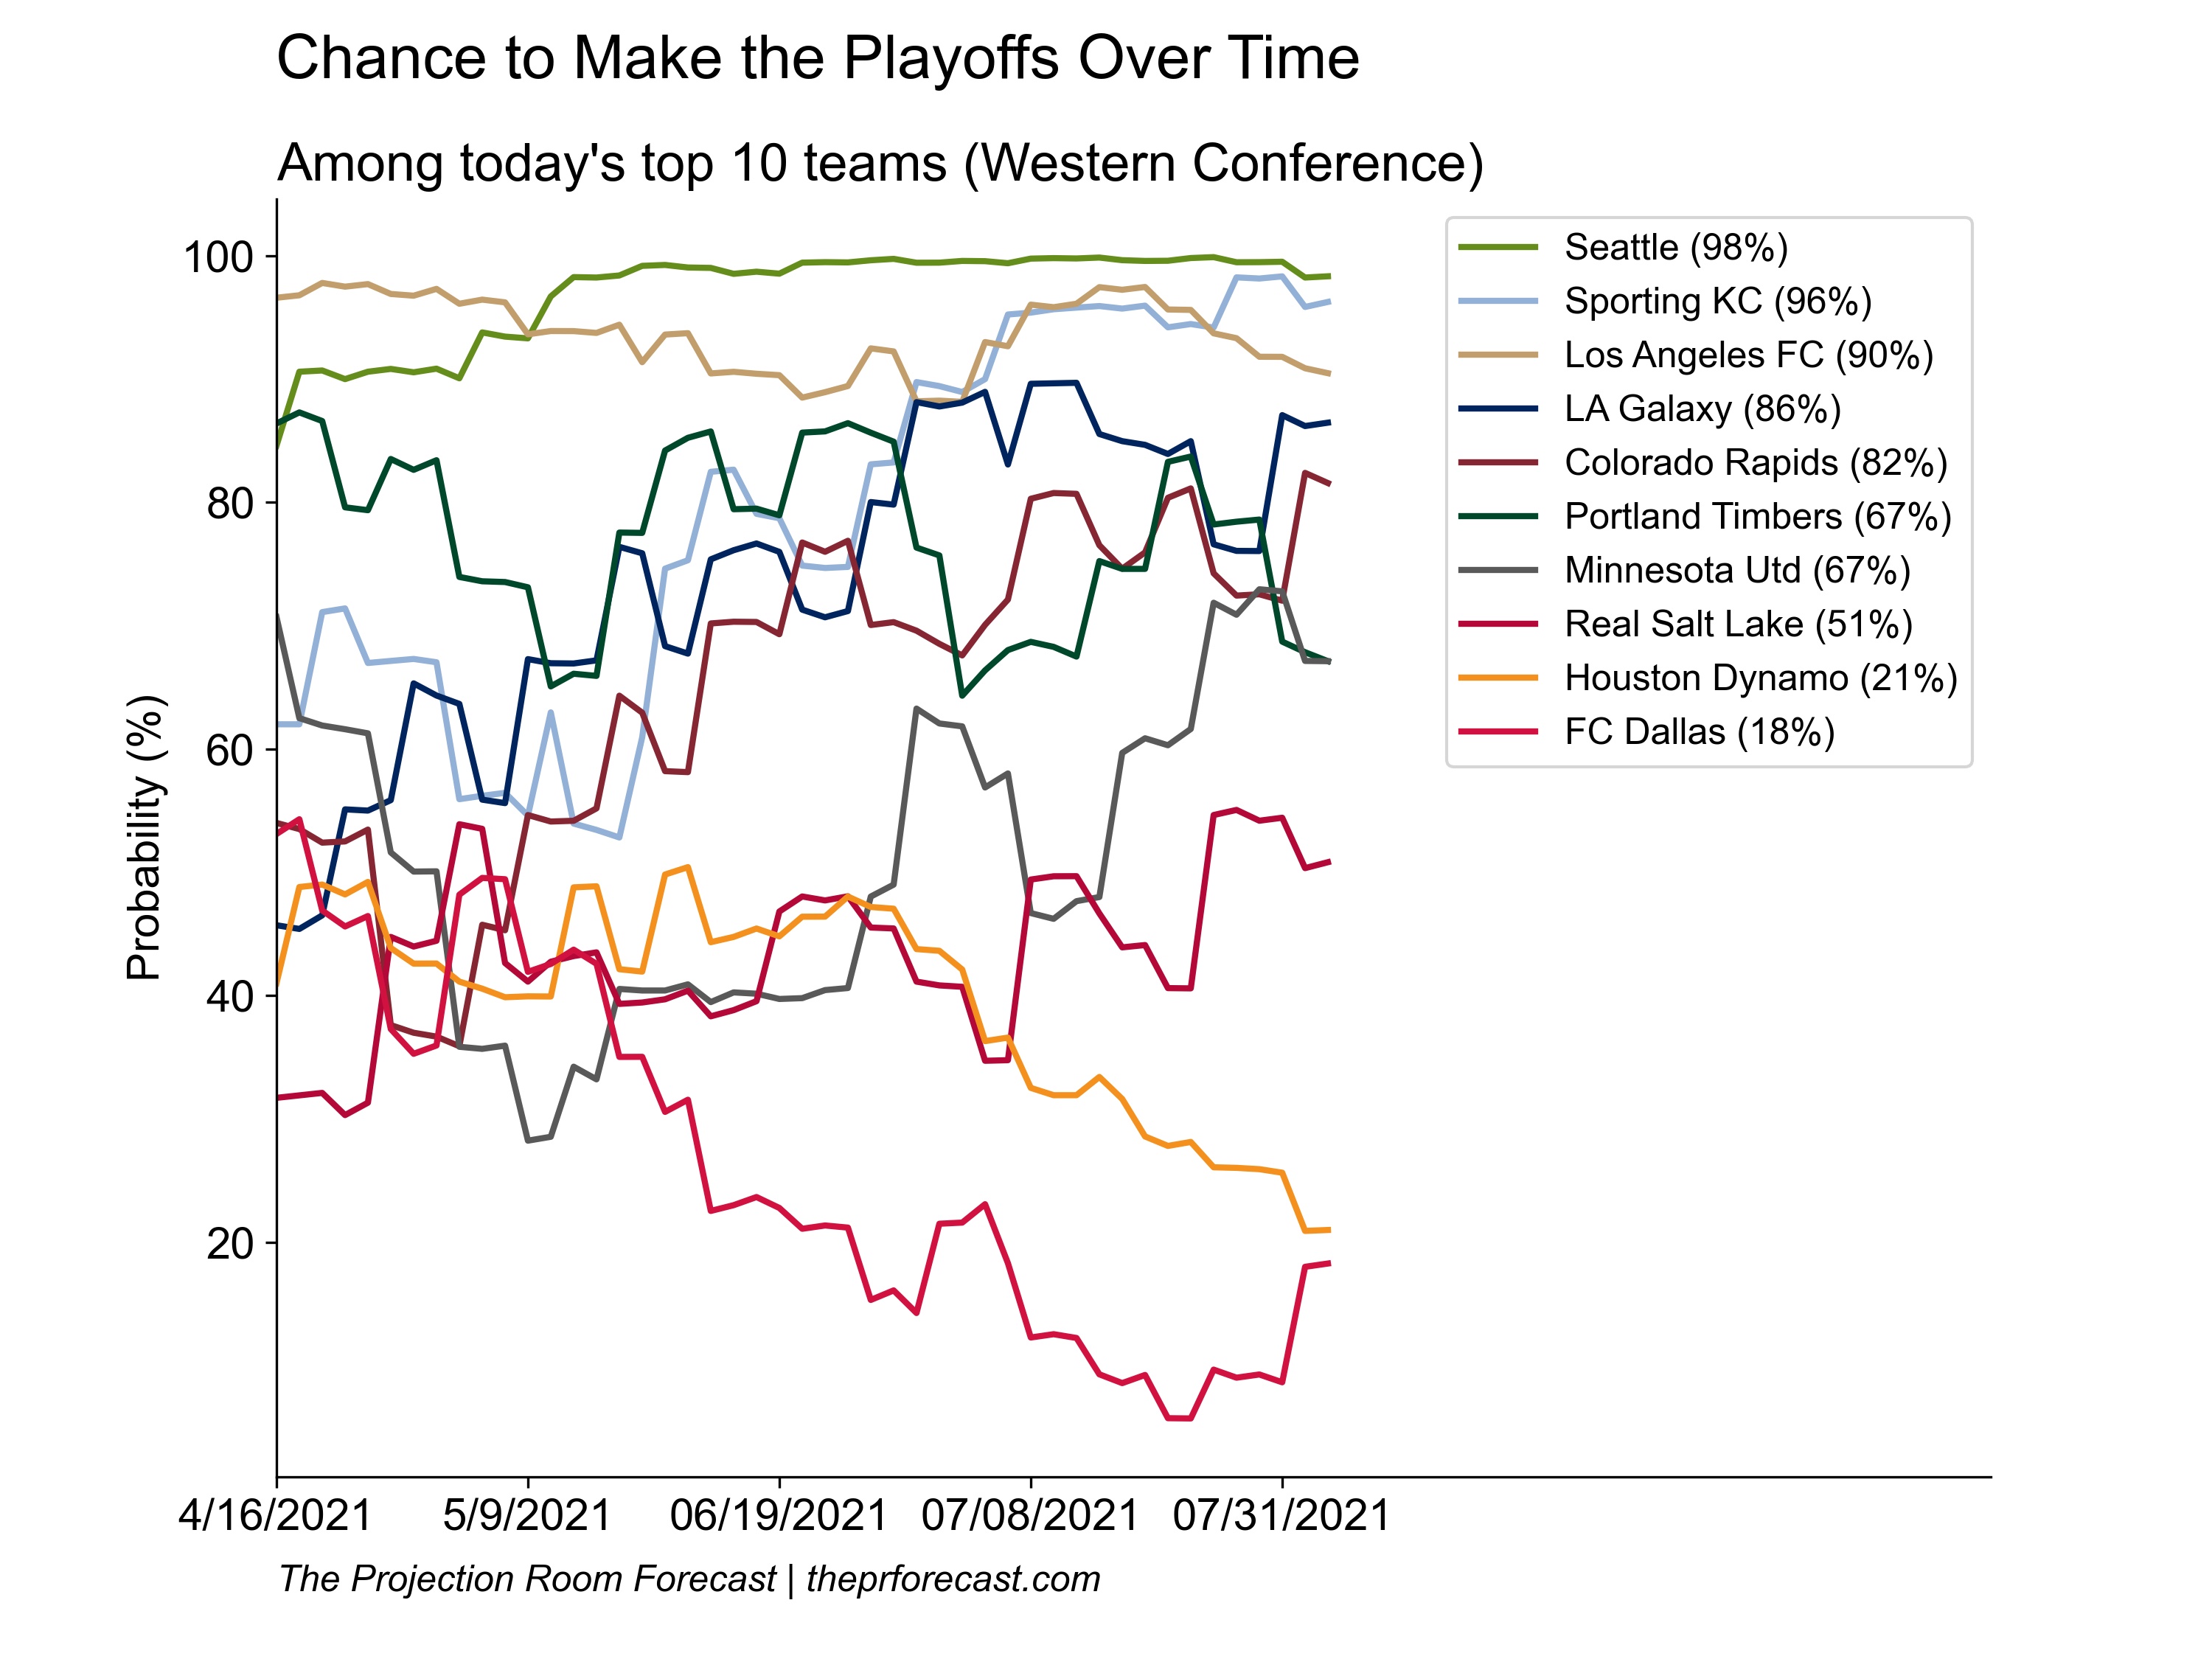 Chance to Make the Playoffs Over Time
Among today's top 10 teams (Western Conference)
Seattle (98%)
Sporting KC (96%)
Los Angeles FC (90%)
LA Galaxy (86%)
Colorado Rapids (82%)
Portland Timbers (67%)
Minnesota Utd (67%)
Real Salt Lake (51%)
Houston Dynamo (21%)
FC Dallas (18%)
Probability (%)
100
80
60
40
20
4/16/2021 5/9/2021 06/19/2021 07/08/2021 07/31/2021
The Projection Room Forecast | theprforecast.com